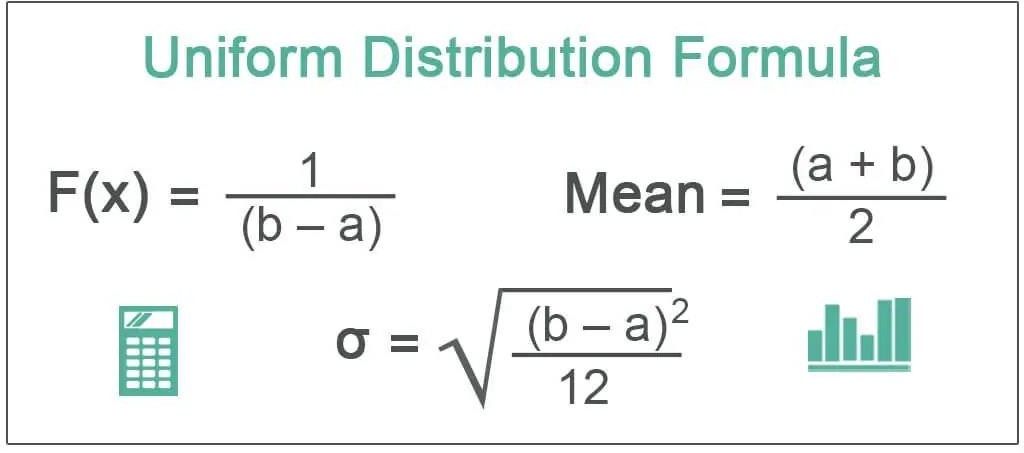 Uniform Distribution Formula
F(x) = 1 / (b – a)
Mean = (a + b) / 2
σ = √((b – a)² / 12)